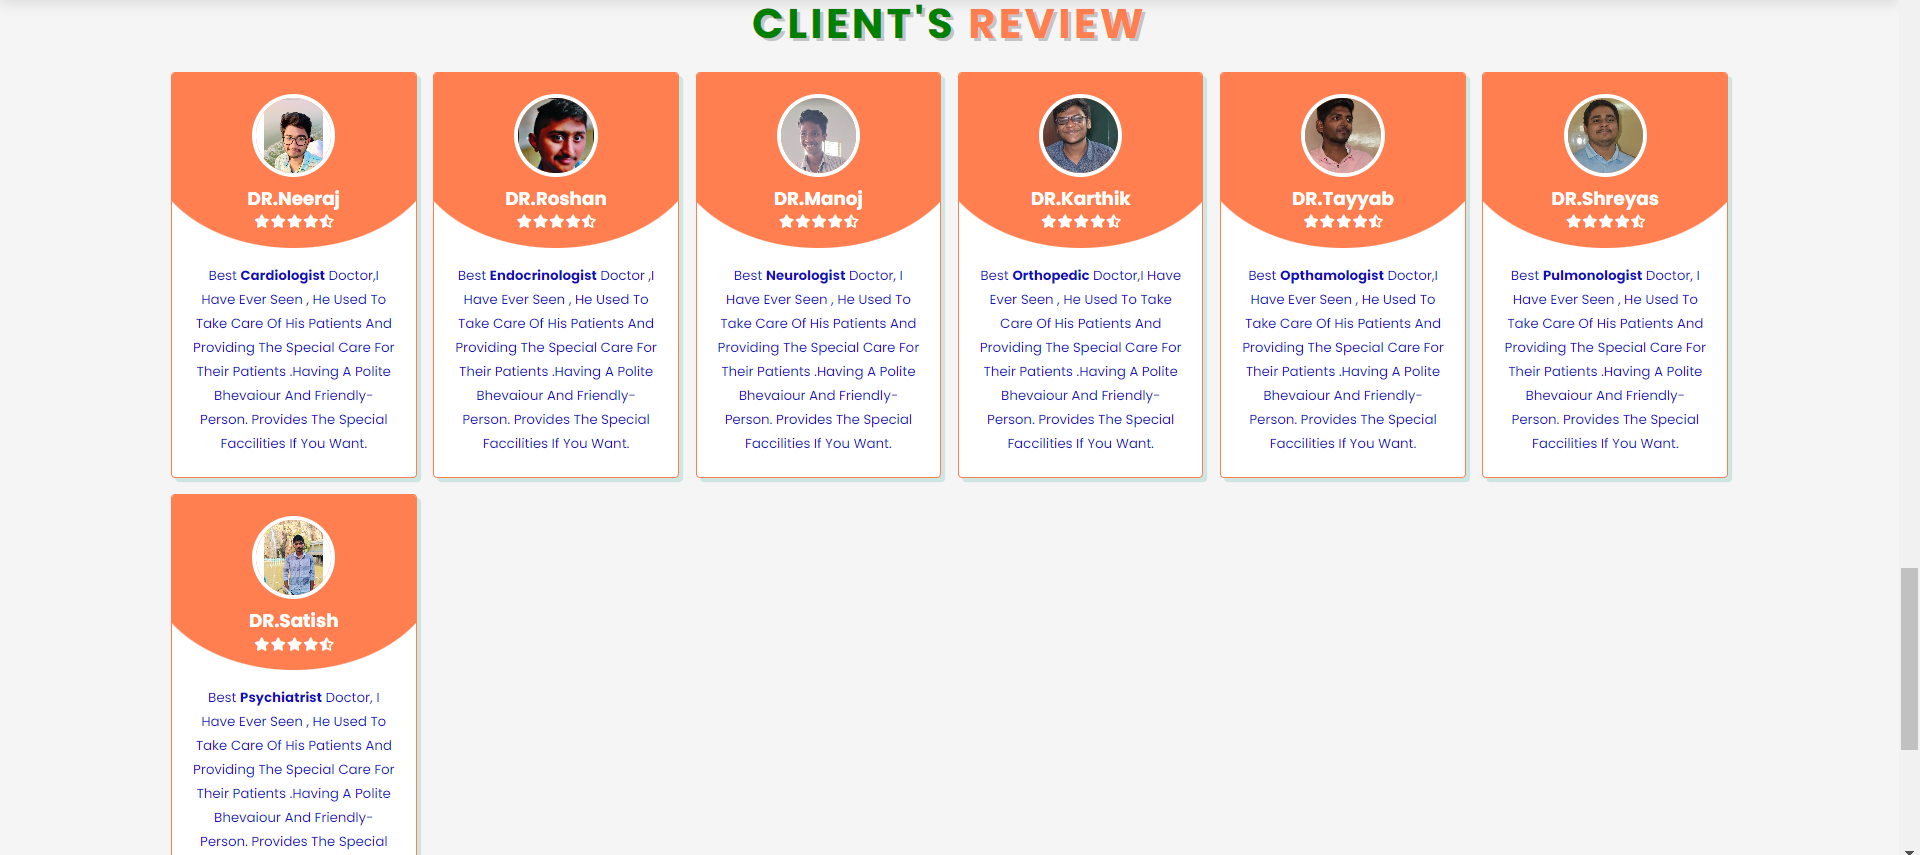 CLIENT'S REVIEW
DR.Neeraj
Best Cardiologist Doctor,I
Have Ever Seen , He Used To
Take Care Of His Patients And
Providing The Special Care For
Their Patients .Having A Polite
Bhevaiour And Friendly-
Person. Provides The Special
Faccilities If You Want.
DR.Roshan
Best Endocrinologist Doctor ,I
Have Ever Seen , He Used To
Take Care Of His Patients And
Providing The Special Care For
Their Patients .Having A Polite
Bhevaiour And Friendly-
Person. Provides The Special
Faccilities If You Want.
DR.Manoj
Best Neurologist Doctor, I
Have Ever Seen , He Used To
Take Care Of His Patients And
Providing The Special Care For
Their Patients .Having A Polite
Bhevaiour And Friendly-
Person. Provides The Special
Faccilities If You Want.
DR.Karthik
Best Orthopedic Doctor,I Have
Ever Seen , He Used To Take
Care Of His Patients And
Providing The Special Care For
Their Patients .Having A Polite
Bhevaiour And Friendly-
Person. Provides The Special
Faccilities If You Want.
DR.Tayyab
Best Opthamologist Doctor,I
Have Ever Seen , He Used To
Take Care Of His Patients And
Providing The Special Care For
Their Patients .Having A Polite
Bhevaiour And Friendly-
Person. Provides The Special
Faccilities If You Want.
DR.Shreyas
Best Pulmonologist Doctor, I
Have Ever Seen , He Used To
Take Care Of His Patients And
Providing The Special Care For
Their Patients .Having A Polite
Bhevaiour And Friendly-
Person. Provides The Special
Faccilities If You Want.
DR.Satish
Best Psychiatrist Doctor, I
Have Ever Seen , He Used To
Take Care Of His Patients And
Providing The Special Care For
Their Patients .Having A Polite
Bhevaiour And Friendly-
Person. Provides The Special